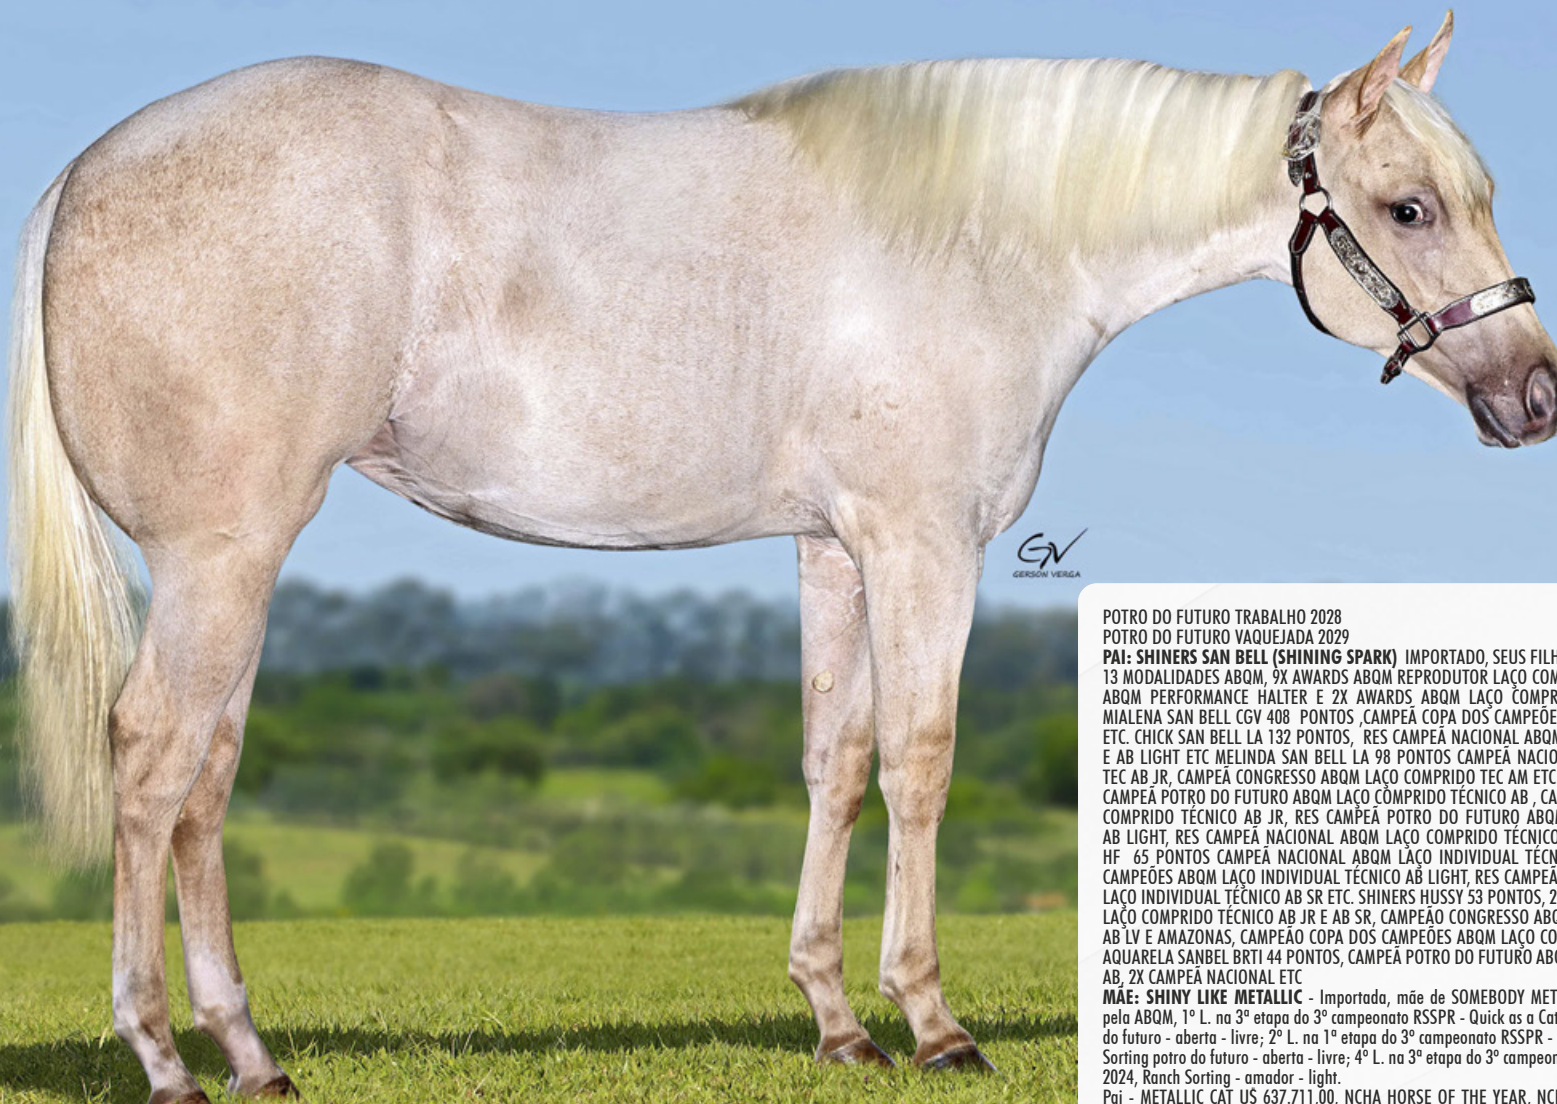 GV
GERSON VERGA
POTRO DO FUTURO TRABALHO 2028
POTRO DO FUTURO VAQUEJADA 2029
PAI: SHINERS SAN BELL (SHINING SPARK) IMPORTADO, SEUS FILH
13 MODALIDADES ABQM, 9X AWARDS ABQM REPRODUTOR LAÇO COM
ABQM PERFORMANCE HALTER E 2X AWARDS ABQM LAÇO COMPR
MIALENA SAN BELL CGV 408 PONTOS ,CAMPEÃ COPA DOS CAMPEÕE
ETC. CHICK SAN BELL LA 132 PONTOS, RES CAMPEÃ NACIONAL ABQM
E AB LIGHT ETC MELINDA SAN BELL LA 98 PONTOS CAMPEÃ NACIO
TEC AB JR, CAMPEÃ CONGRESSO ABQM LAÇO COMPRIDO TEC AM ETC
CAMPEÃ POTRO DO FUTURO ABQM LAÇO COMPRIDO TÉCNICO AB , CA
COMPRIDO TÉCNICO AB JR, RES CAMPEÃ POTRO DO FUTURO ABQM
AB LIGHT, RES CAMPEÃ NACIONAL ABQM LAÇO COMPRIDO TÉCNICO
HF 65 PONTOS CAMPEÃ NACIONAL ABQM LAÇO INDIVIDUAL TÉCN
CAMPEÕES ABQM LAÇO INDIVIDUAL TÉCNICO AB LIGHT, RES CAMPEÃ
LAÇO INDIVIDUAL TÉCNICO AB SR ETC. SHINERS HUSSY 53 PONTOS, 2
LAÇO COMPRIDO TÉCNICO AB JR E AB SR, CAMPEÃO CONGRESSO ABQ
AB LV E AMAZONAS, CAMPEÃO COPA DOS CAMPEÕES ABQM LAÇO CO
AQUARELA SANBEL BRTI 44 PONTOS, CAMPEÃ POTRO DO FUTURO ABQ
AB, 2X CAMPEÃ NACIONAL ETC
MÃE: SHINY LIKE METALLIC - Importada, mãe de SOMEBODY MET
pela ABQM, 1º L. na 3ª etapa do 3º campeonato RSSPR - Quick as a Cat
do futuro - aberta - livre; 2º L. na 1ª etapa do 3º campeonato RSSPR -
Sorting potro do futuro - aberta - livre; 4º L. na 3ª etapa do 3º campeon
2024, Ranch Sorting - amador - light.
Pai - METALLIC CAT U$ 637.711,00, NCHA HORSE OF THE YEAR, NCH